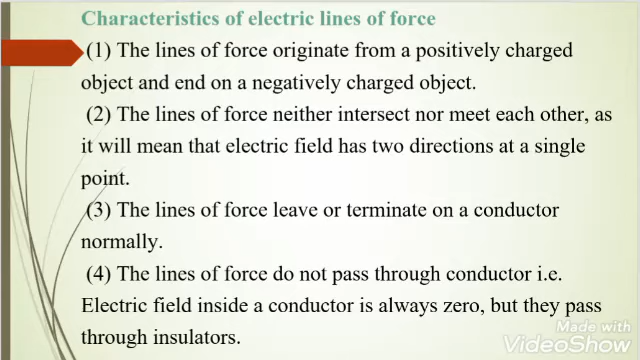 Characteristics of electric lines of force
(1) The lines of force originate from a positively charged
object and end on a negatively charged object.
(2) The lines of force neither intersect nor meet each other, as
it will mean that electric field has two directions at a single
point.
(3) The lines of force leave or terminate on a conductor
normally.
(4) The lines of force do not pass through conductor i.e.
Electric field inside a conductor is always zero, but they pass
through insulators.
Made with
VideoShow